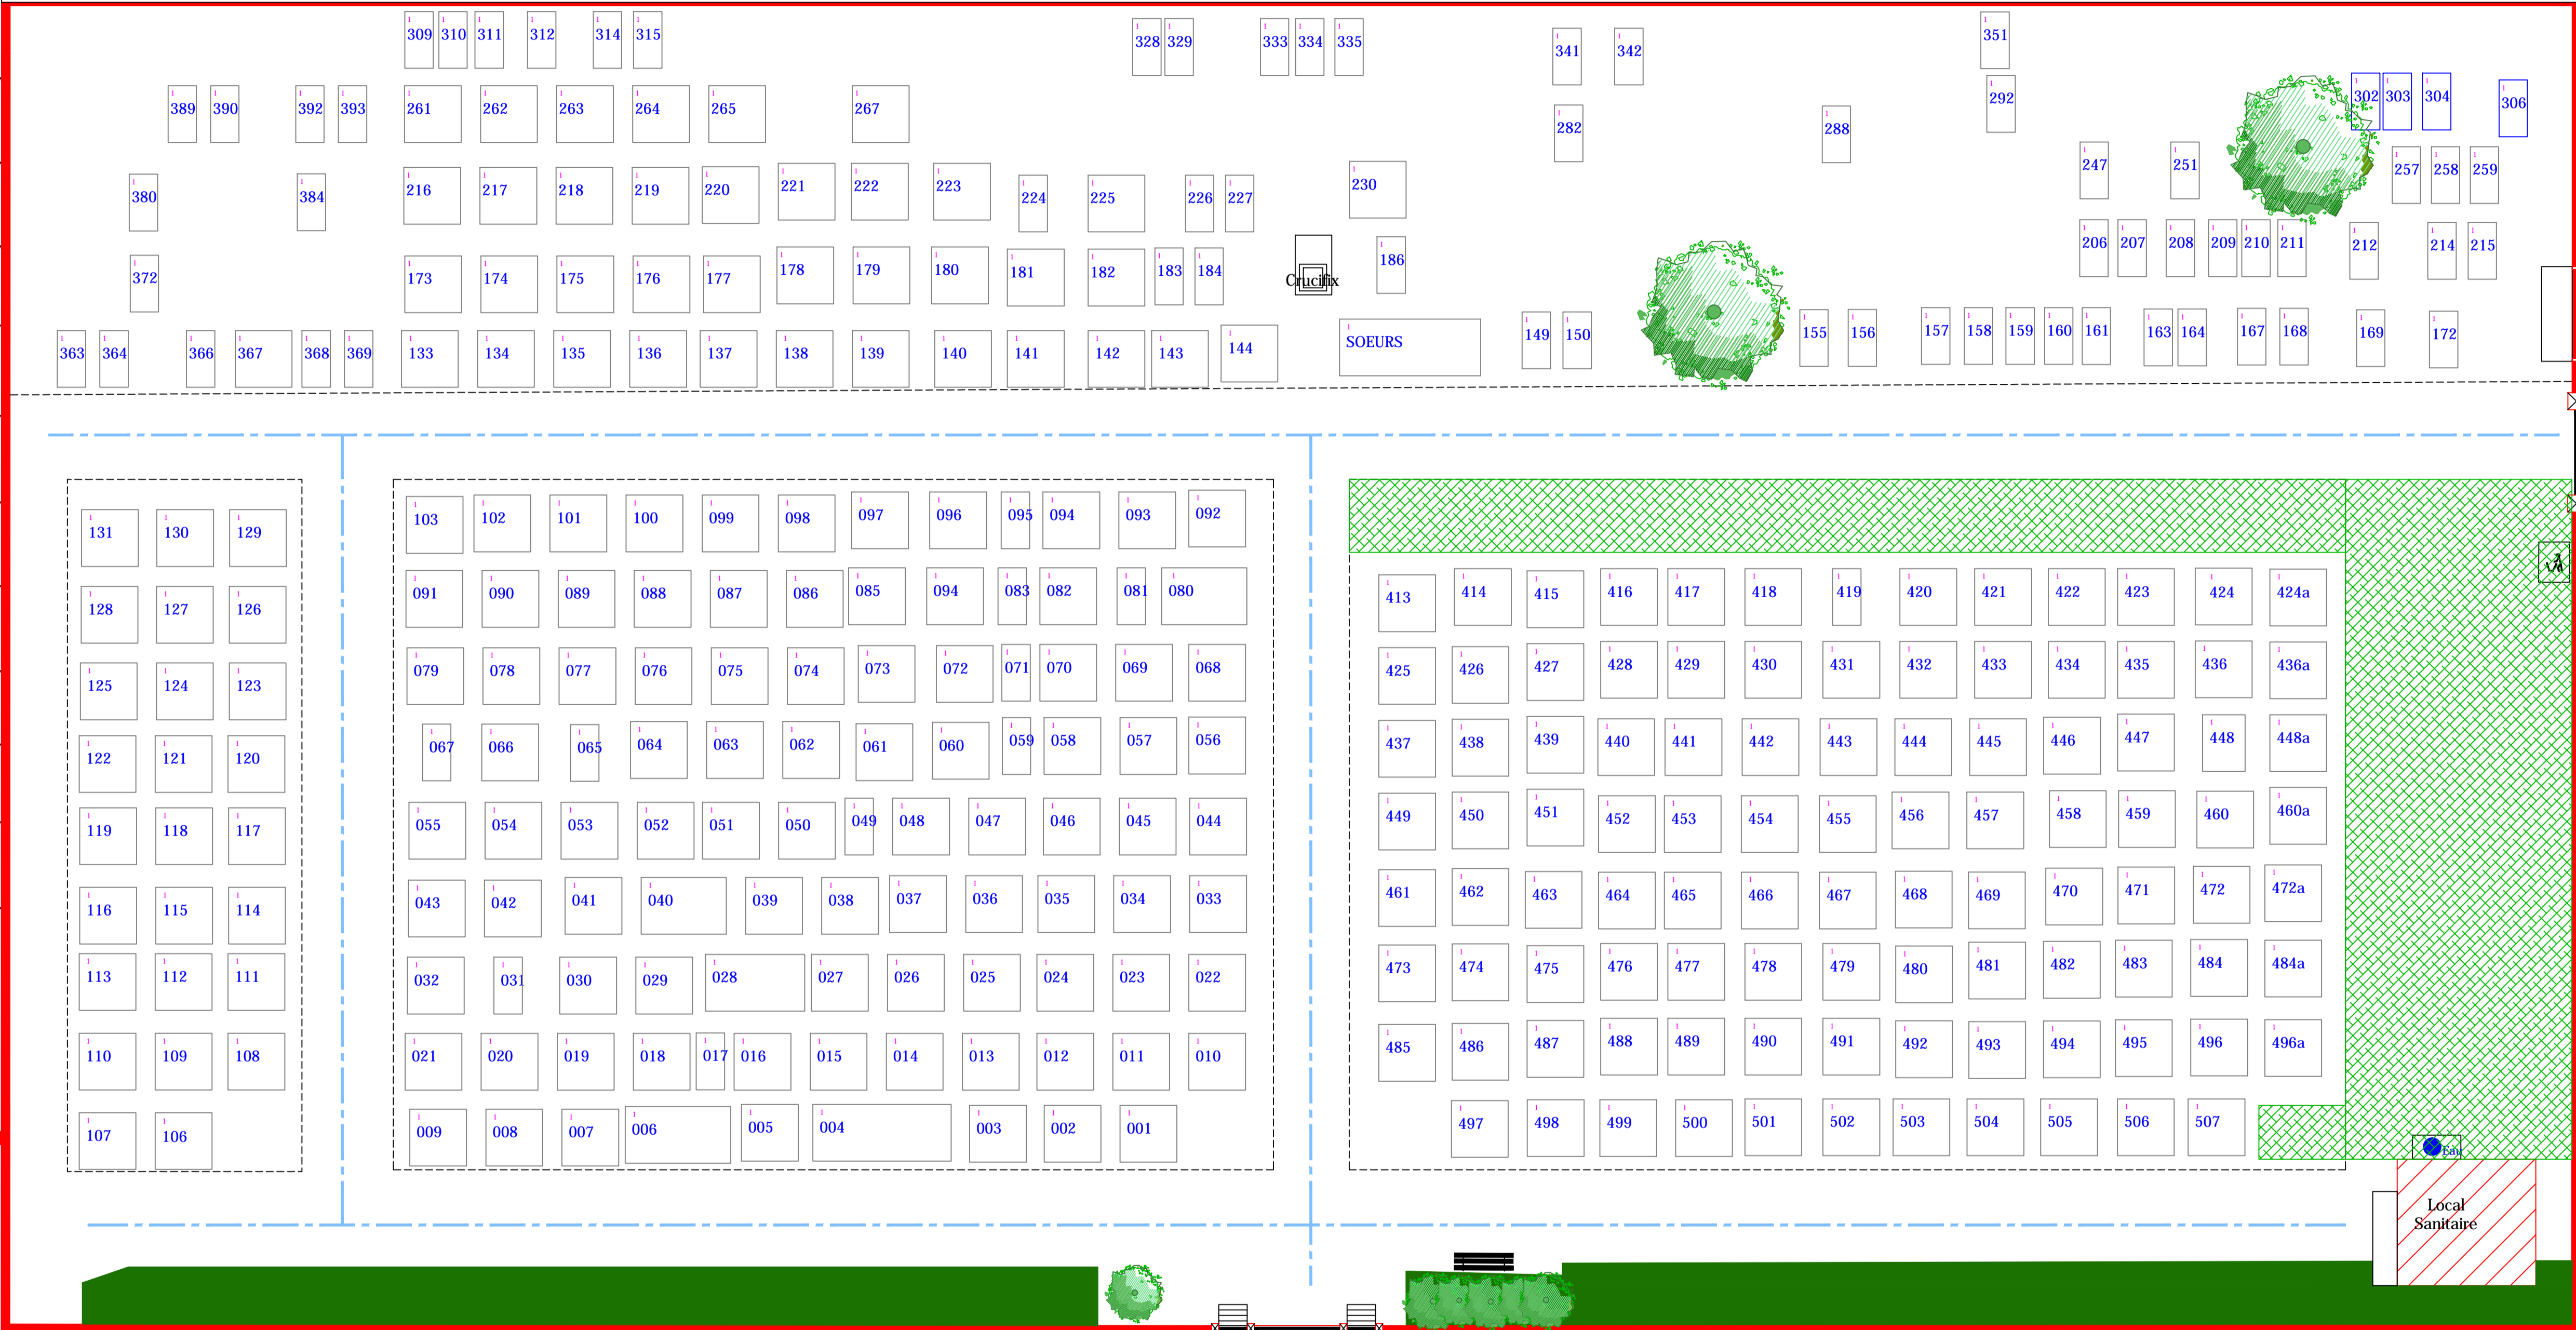 309 310 311 312 314 315 328 329 333 334 335 341 342 351
389 390 392 393 261 262 263 264 265 267 282 288 292 302 303 304 306
380 384 216 217 218 219 220 221 222 223 224 225 226 227 230 247 251 257 258 259
372 173 174 175 176 177 178 179 180 181 182 183 184 Crucifix 186 206 207 208 209 210 211 212 214 215
363 364 366 367 368 369 133 134 135 136 137 138 139 140 141 142 143 144 SOEURS 149 150 155 156 157 158 159 160 161 163 164 167 168 169 172
131 130 129
128 127 126
125 124 123
122 121 120
119 118 117
116 115 114
113 112 111
110 109 108
107 106
103 102 101 100 099 098 097 096 095 094 093 092
091 090 089 088 087 086 085 094 083 082 081 080
079 078 077 076 075 074 073 072 071 070 069 068
067 066 065 064 063 062 061 060 059 058 057 056
055 054 053 052 051 050 049 048 047 046 045 044
043 042 041 040 039 038 037 036 035 034 033
032 031 030 029 028 027 026 025 024 023 022
021 020 019 018 017 016 015 014 013 012 011 010
009 008 007 006 005 004 003 002 001
413 414 415 416 417 418 419 420 421 422 423 424 424a
425 426 427 428 429 430 431 432 433 434 435 436 436a
437 438 439 440 441 442 443 444 445 446 447 448 448a
449 450 451 452 453 454 455 456 457 458 459 460 460a
461 462 463 464 465 466 467 468 469 470 471 472 472a
473 474 475 476 477 478 479 480 481 482 483 484 484a
485 486 487 488 489 490 491 492 493 494 495 496 496a
497 498 499 500 501 502 503 504 505 506 507
Eau
Local
Sanitaire